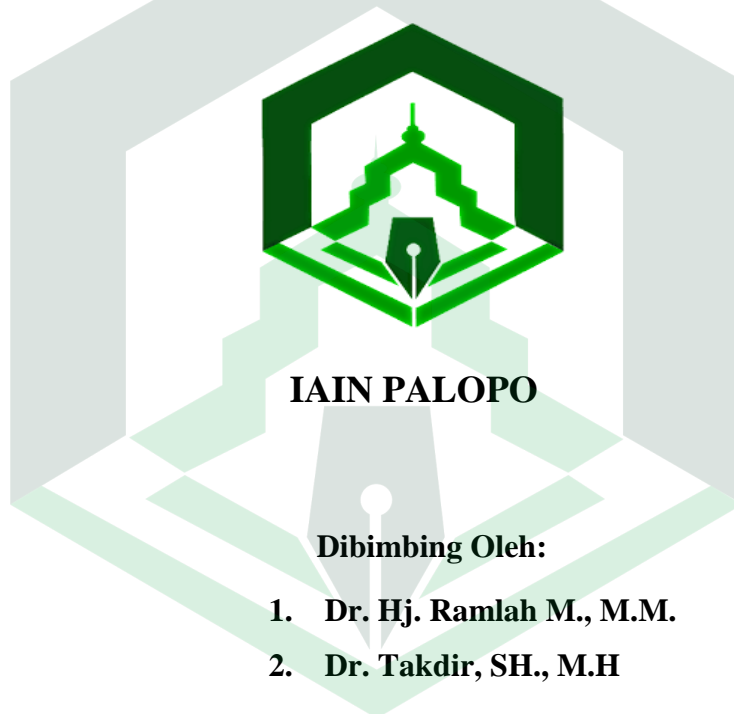 IAIN PALOPO
Dibimbing Oleh:
1. Dr. Hj. Ramlah M., M.M.
2. Dr. Takdir, SH., M.H